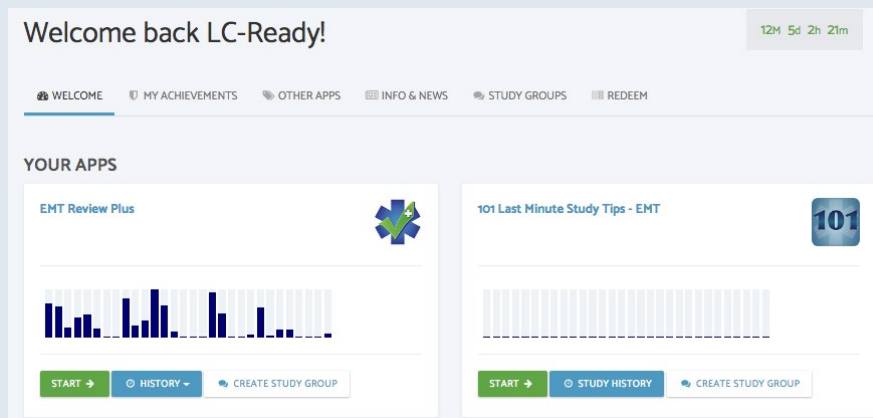 Welcome back LC-Ready!
12M 5d 2h 21m
WELCOME MY ACHIEVEMENTS OTHER APPS INFO & NEWS STUDY GROUPS REDEEM
YOUR APPS
EMT Review Plus
START → HISTORY CREATE STUDY GROUP
101 Last Minute Study Tips - EMT
101
START → STUDY HISTORY CREATE STUDY GROUP